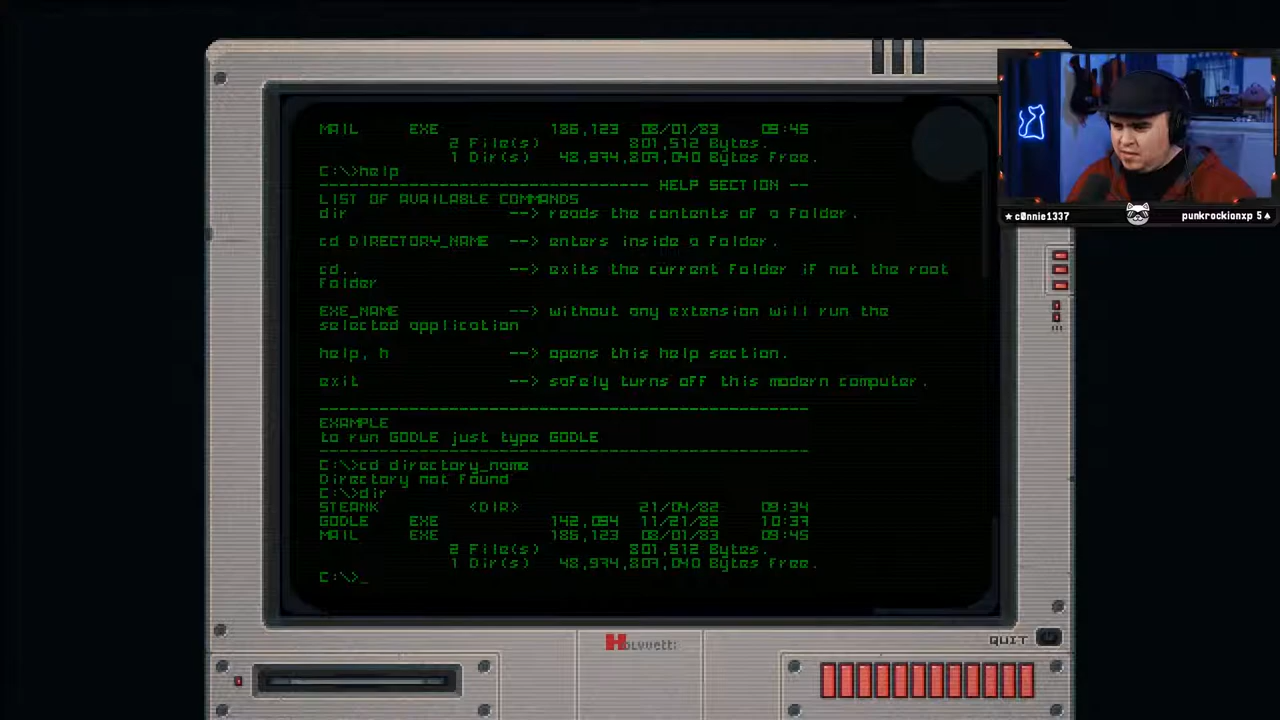 MAIL EXE 186,123 08/01/83 09:45
2 File(s) 801,512 Bytes.
1 Dir(s) 48,974,807,040 Bytes Free.
C:\>help
--------------------------------- HELP SECTION --
LIST OF AVAILABLE COMMANDS
dir --> reads the contents of a folder.
cd DIRECTORY_NAME --> enters inside a folder.
cd.. --> exits the current folder if not the root
folder
EXE_NAME --> without any extension will run the
selected application
help, h --> opens this help section.
exit --> safely turns off this modern computer.
-------------------------------------------------
EXAMPLE
to run GODLE just type GODLE
-------------------------------------------------
C:\>cd directory_name
Directory not found
C:\>dir
STEANK <DIR> 21/04/82 09:34
GODLE EXE 142,094 11/21/82 10:37
MAIL EXE 186,123 08/01/83 09:45
2 File(s) 801,512 Bytes.
1 Dir(s) 48,974,807,040 Bytes Free.
C:\>_
★ c0nnie1337
punkrockionxp 5 ▲
QUIT
Holvvetti